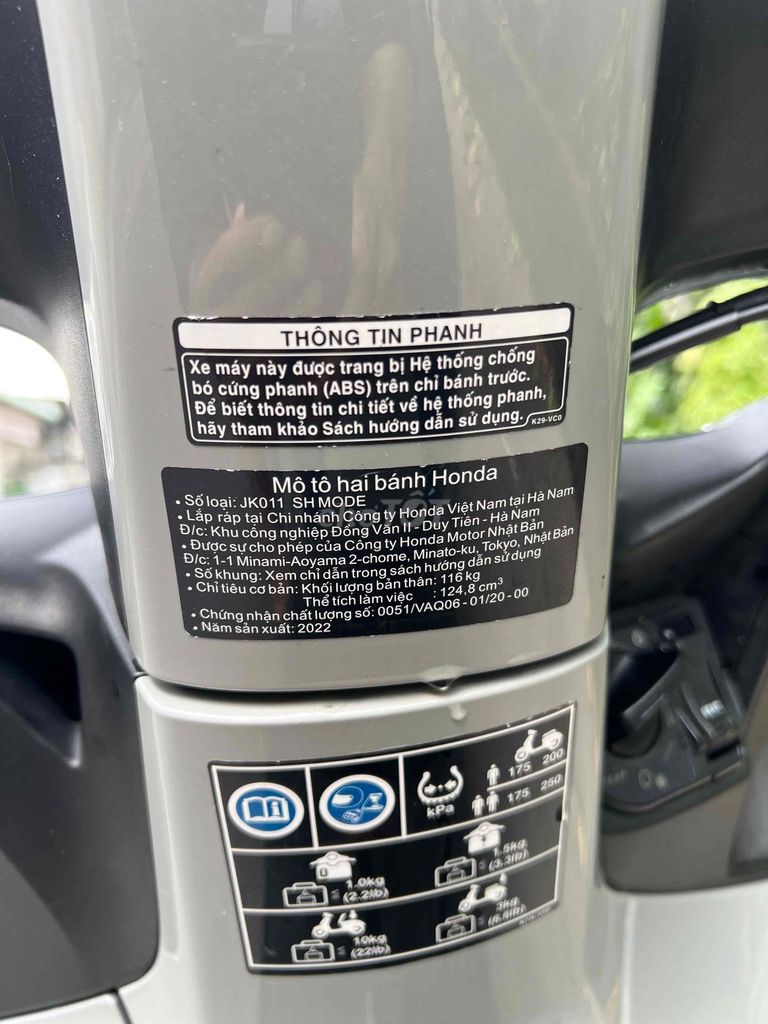 THÔNG TIN PHANH
Xe máy này được trang bị Hệ thống chống
bó cứng phanh (ABS) trên chỉ bánh trước.
Để biết thông tin chi tiết về hệ thống phanh,
hãy tham khảo Sách hướng dẫn sử dụng. K29-VC0
Mô tô hai bánh Honda
• Số loại: JK011 SH MODE
• Lắp ráp tại Chi nhánh Công ty Honda Việt Nam tại Hà Nam
Đ/c: Khu công nghiệp Đồng Văn II - Duy Tiên - Hà Nam
• Được sự cho phép của Công ty Honda Motor Nhật Bản
Đ/c: 1-1 Minami-Aoyama 2-chome, Minato-ku, Tokyo, Nhật Bản
• Số khung: Xem chỉ dẫn trong sách hướng dẫn sử dụng
• Chỉ tiêu cơ bản: Khối lượng bản thân: 116 kg
Thể tích làm việc : 124,8 cm³
• Chứng nhận chất lượng số: 0051/VAQ06 - 01/20 - 00
• Năm sản xuất: 2022
175 200
kPa 175 250
≤ 1.0kg (2.2lb)
≤ 1.5kg (3.3lb)
≤ 10kg (22lb)
≤ 3kg (6.6lb)